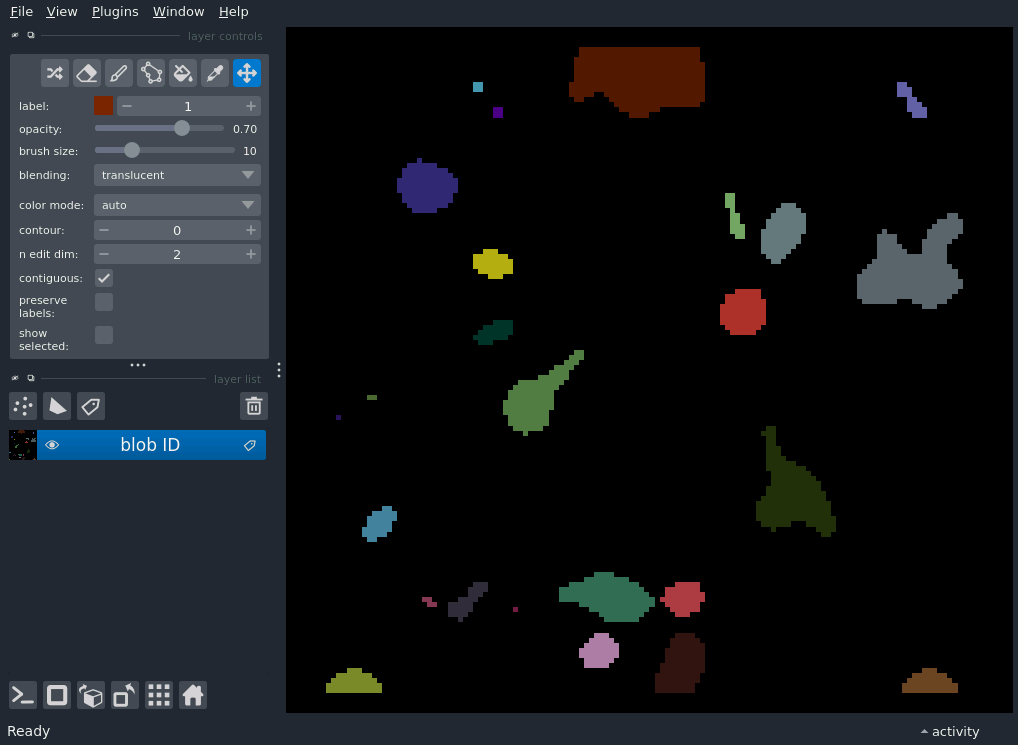 File View Plugins Window Help
layer controls
label: 1
opacity: 0.70
brush size: 10
blending: translucent
color mode: auto
contour: 0
n edit dim: 2
contiguous:
preserve
labels:
show
selected:
layer list
blob ID
Ready
activity